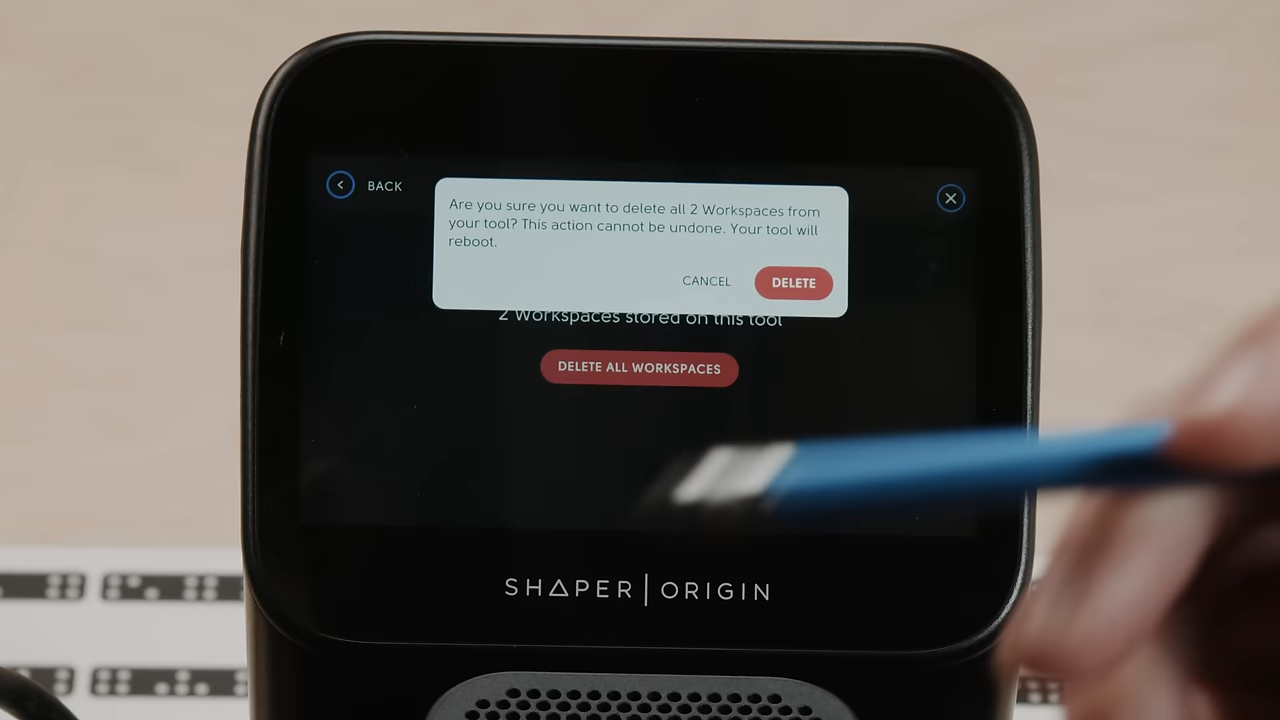 BACK
Are you sure you want to delete all 2 Workspaces from
your tool? This action cannot be undone. Your tool will
reboot.
CANCEL
DELETE
2 Workspaces stored on this tool
DELETE ALL WORKSPACES
SHAPER | ORIGIN